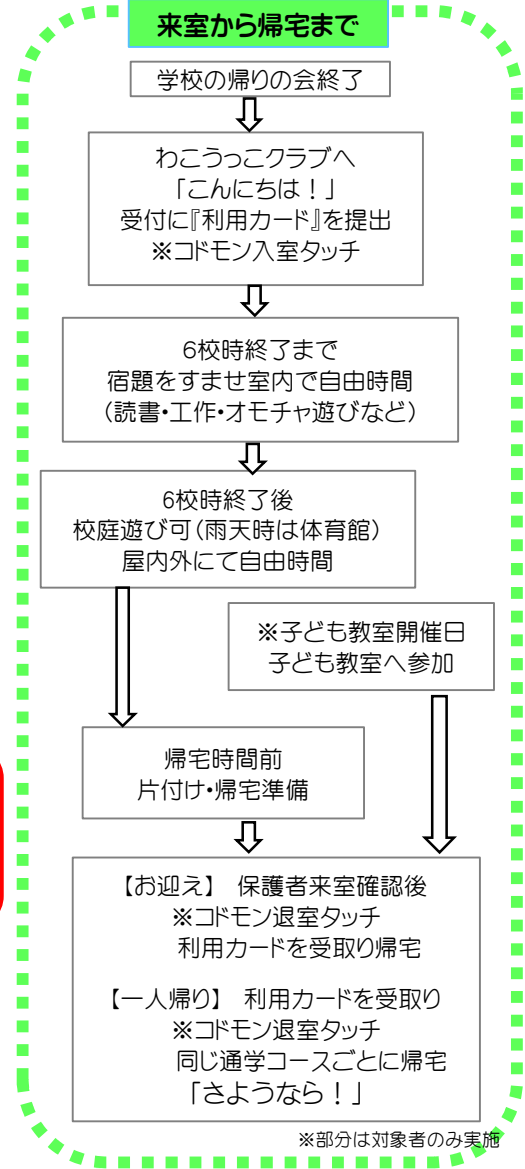 来室から帰宅まで
学校の帰りの会終了
わこうっこクラブへ
「こんにちは！」
受付に『利用カード』を提出
※コドモン入室タッチ
6校時終了まで
宿題をすませ室内で自由時間
(読書・工作・オモチャ遊びなど)
6校時終了後
校庭遊び可(雨天時は体育館)
屋内外にて自由時間
※子ども教室開催日
子ども教室へ参加
帰宅時間前
片付け・帰宅準備
【お迎え】 保護者来室確認後
※コドモン退室タッチ
利用カードを受取り帰宅
【一人帰り】 利用カードを受取り
※コドモン退室タッチ
同じ通学コースごとに帰宅
「さようなら！」
※部分は対象者のみ実施